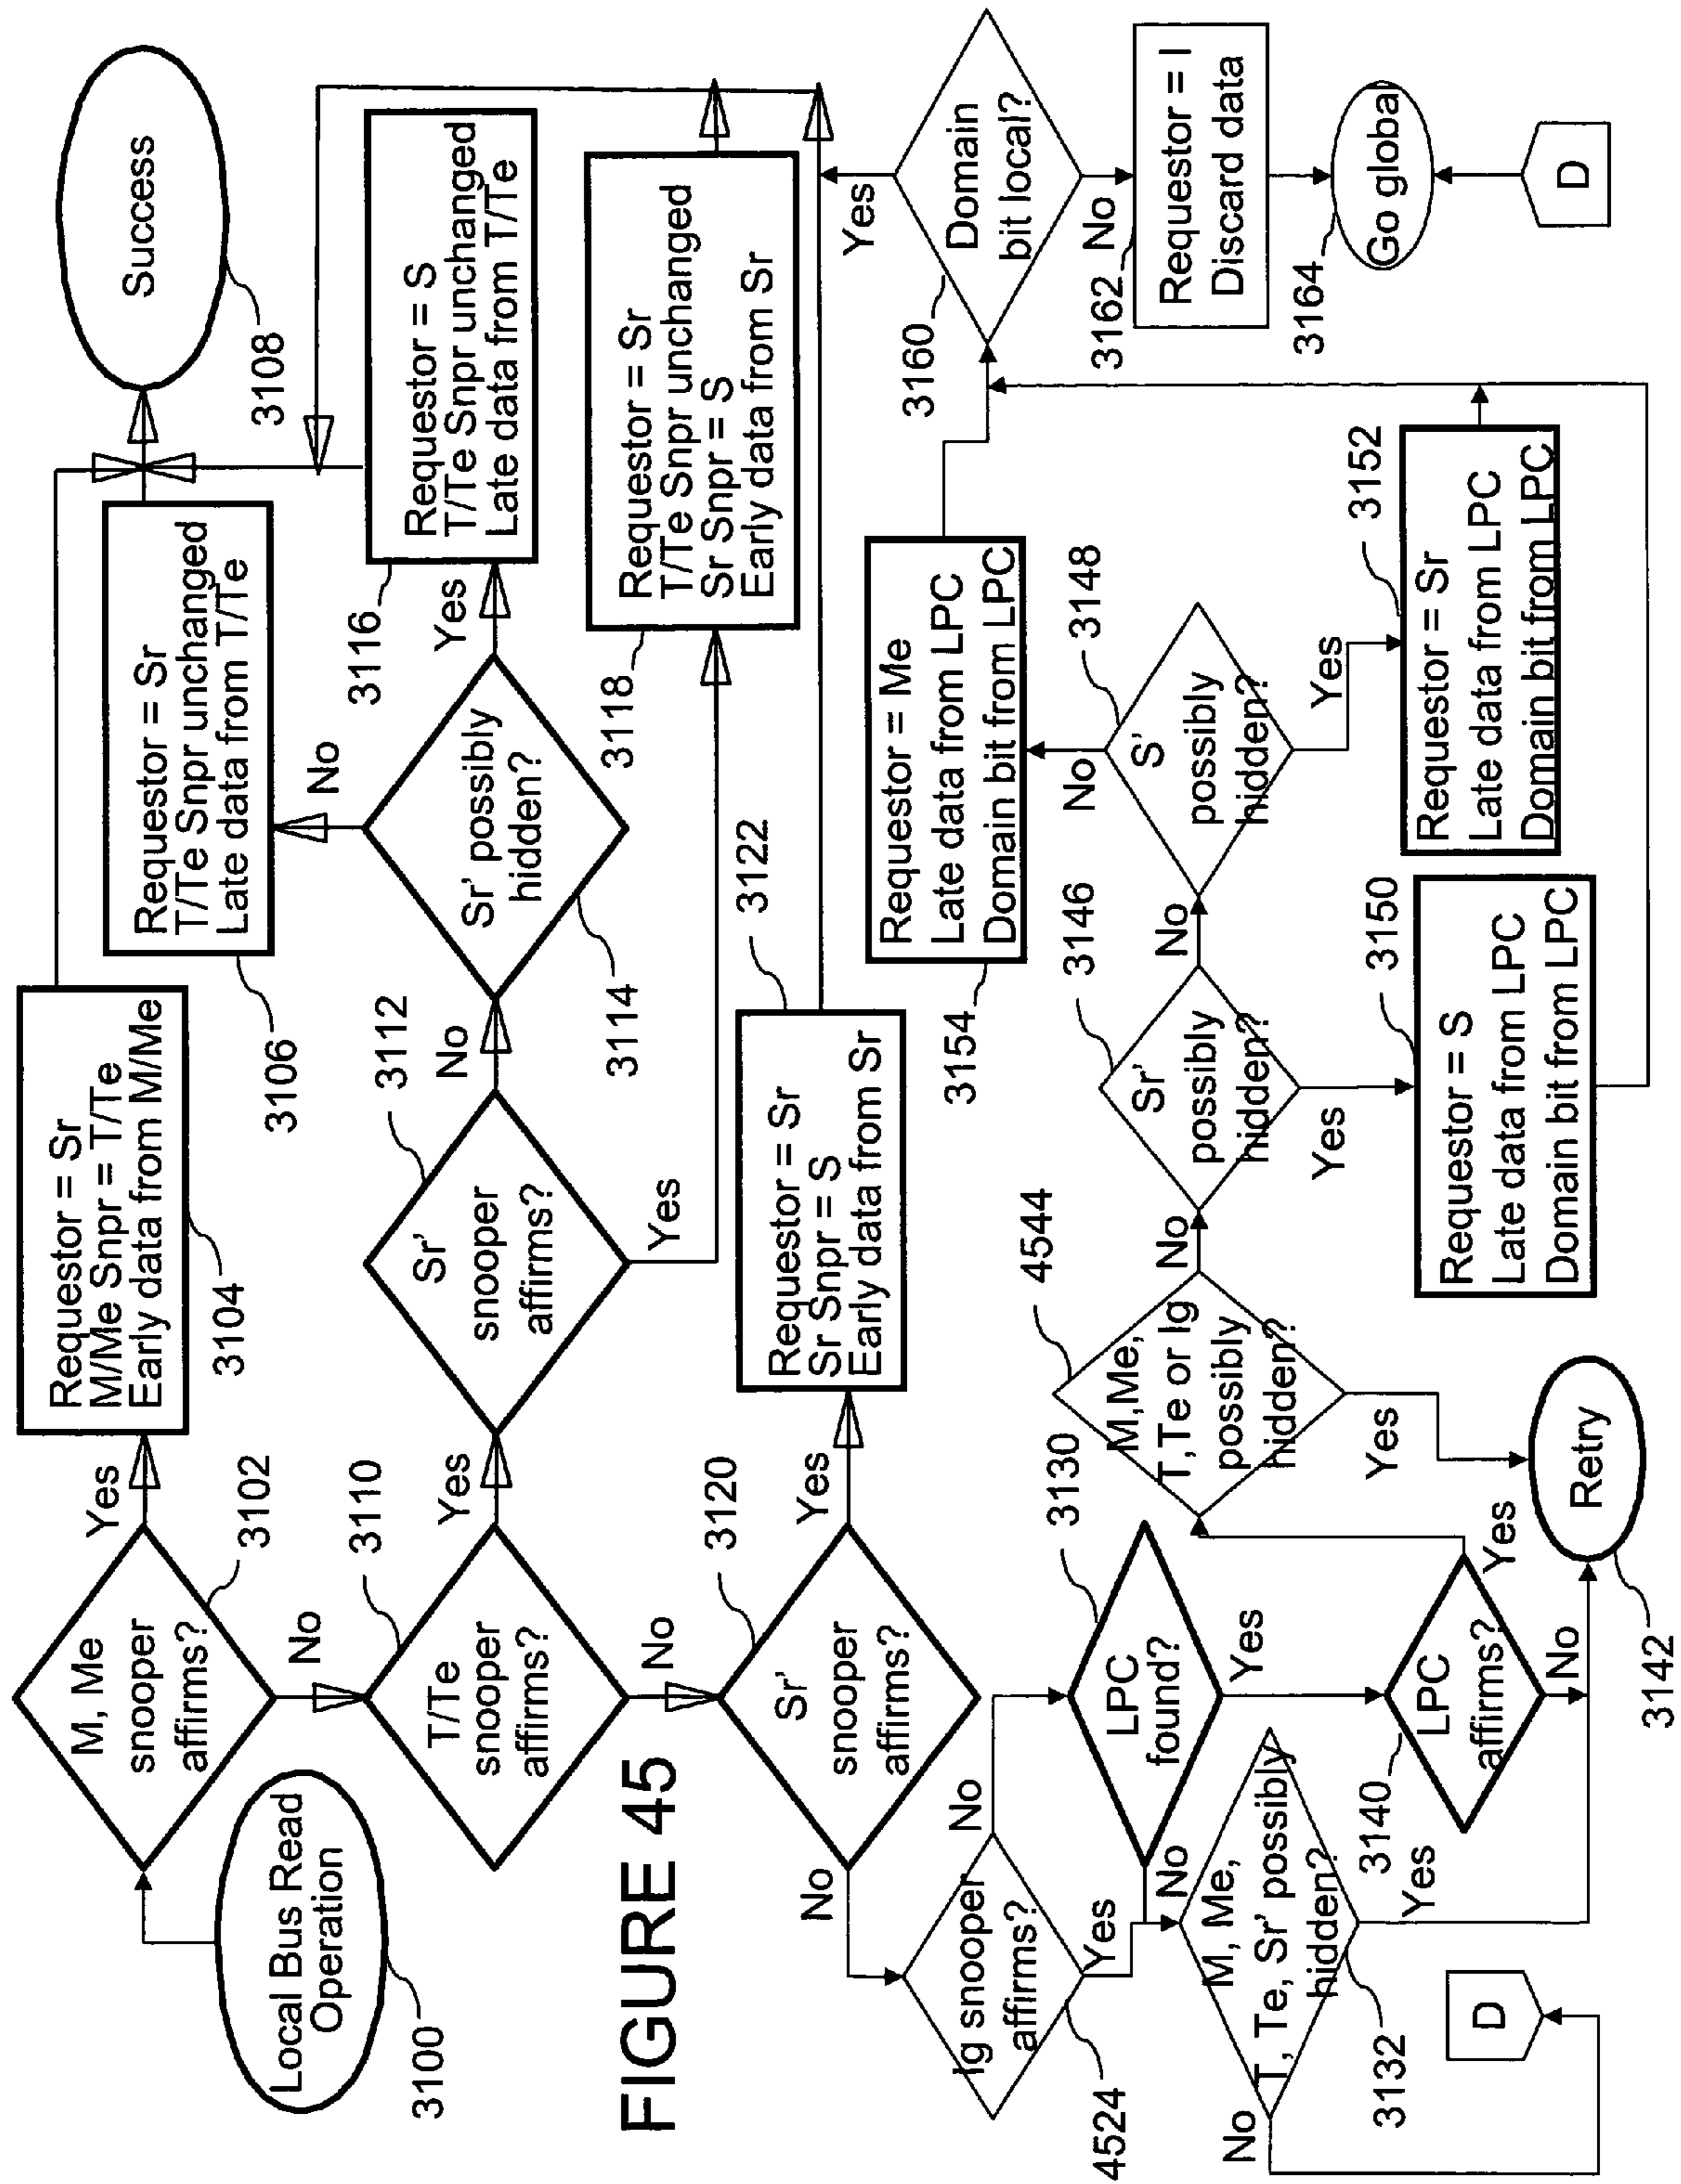 Local Bus Read
Operation
3100
M, Me
snooper
affirms?
3102
Yes
No
Requestor = Sr
M/Me Snpr = T/Te
Early data from M/Me
3104
Requestor = Sr
T/Te Snpr unchanged
Late data from T/Te
3106
Success
3108
T/Te
snooper
affirms?
3110
Yes
No
Sr'
snooper
affirms?
3112
No
Yes
Sr' possibly
hidden?
3114
No
Yes
Requestor = S
T/Te Snpr unchanged
Late data from T/Te
3116
Requestor = Sr
T/Te Snpr unchanged
Sr Snpr = S
Early data from Sr
3118
FIGURE 45
Sr'
snooper
affirms?
3120
Yes
No
Requestor = Sr
Sr Snpr = S
Early data from Sr
3122
Ig snooper
affirms?
4524
No
Yes
LPC
found?
3130
No
Yes
M, Me,
T, Te, Sr' possibly
hidden?
3132
No
Yes
D
LPC
affirms?
3140
Yes
No
Retry
3142
M,Me,
T,Te or Ig
possibly
hidden?
4544
No
Yes
Sr'
possibly
hidden?
3146
No
Yes
S'
possibly
hidden?
3148
No
Yes
Requestor = S
Late data from LPC
Domain bit from LPC
3150
Requestor = Sr
Late data from LPC
Domain bit from LPC
3152
Requestor = Me
Late data from LPC
Domain bit from LPC
3154
Domain
bit local?
3160
Yes
No
Requestor = I
Discard data
3162
Go global
3164
D